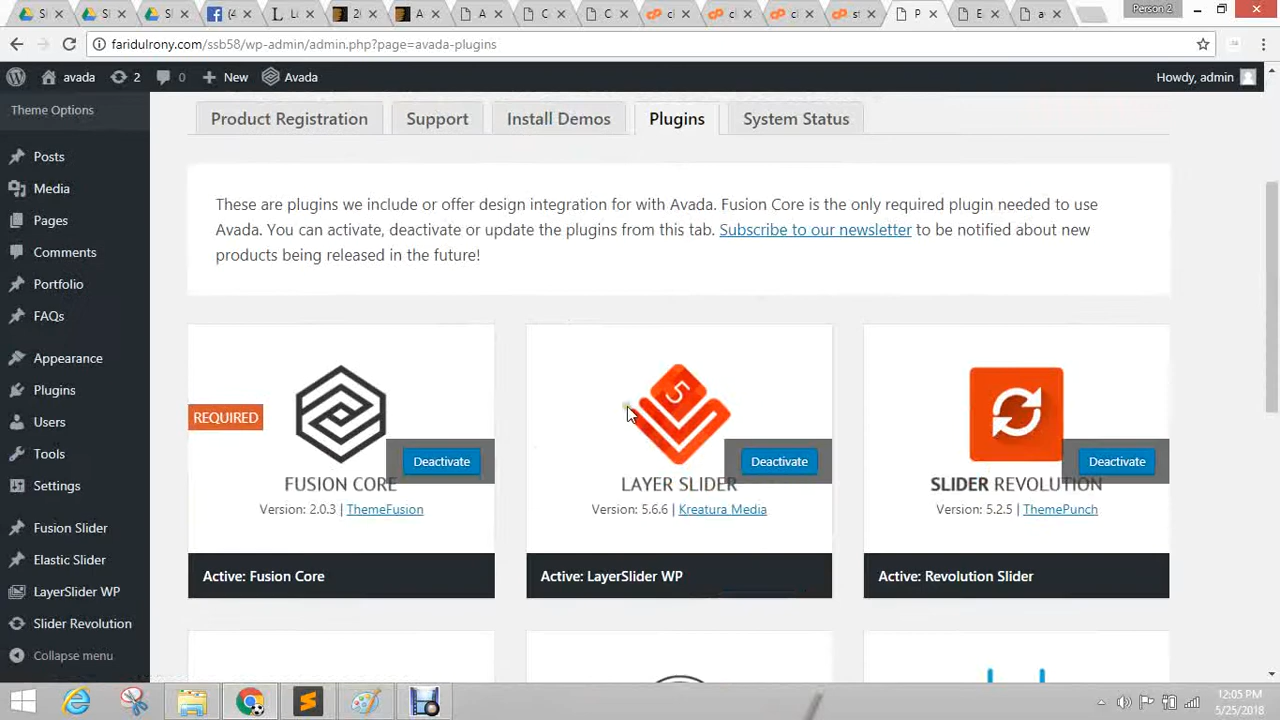 Person 2
faridulrony.com/ssb58/wp-admin/admin.php?page=avada-plugins
avada 2 0 New Avada Howdy, admin
Theme Options
Posts
Media
Pages
Comments
Portfolio
FAQs
Appearance
Plugins
Users
Tools
Settings
Fusion Slider
Elastic Slider
LayerSlider WP
Slider Revolution
Collapse menu
Product Registration Support Install Demos Plugins System Status
These are plugins we include or offer design integration for with Avada. Fusion Core is the only required plugin needed to use
Avada. You can activate, deactivate or update the plugins from this tab. Subscribe to our newsletter to be notified about new
products being released in the future!
REQUIRED
5
Deactivate Deactivate Deactivate
FUSION CORE LAYER SLIDER SLIDER REVOLUTION
Version: 2.0.3 | ThemeFusion Version: 5.6.6 | Kreatura Media Version: 5.2.5 | ThemePunch
Active: Fusion Core Active: LayerSlider WP Active: Revolution Slider
12:05 PM
5/25/2018